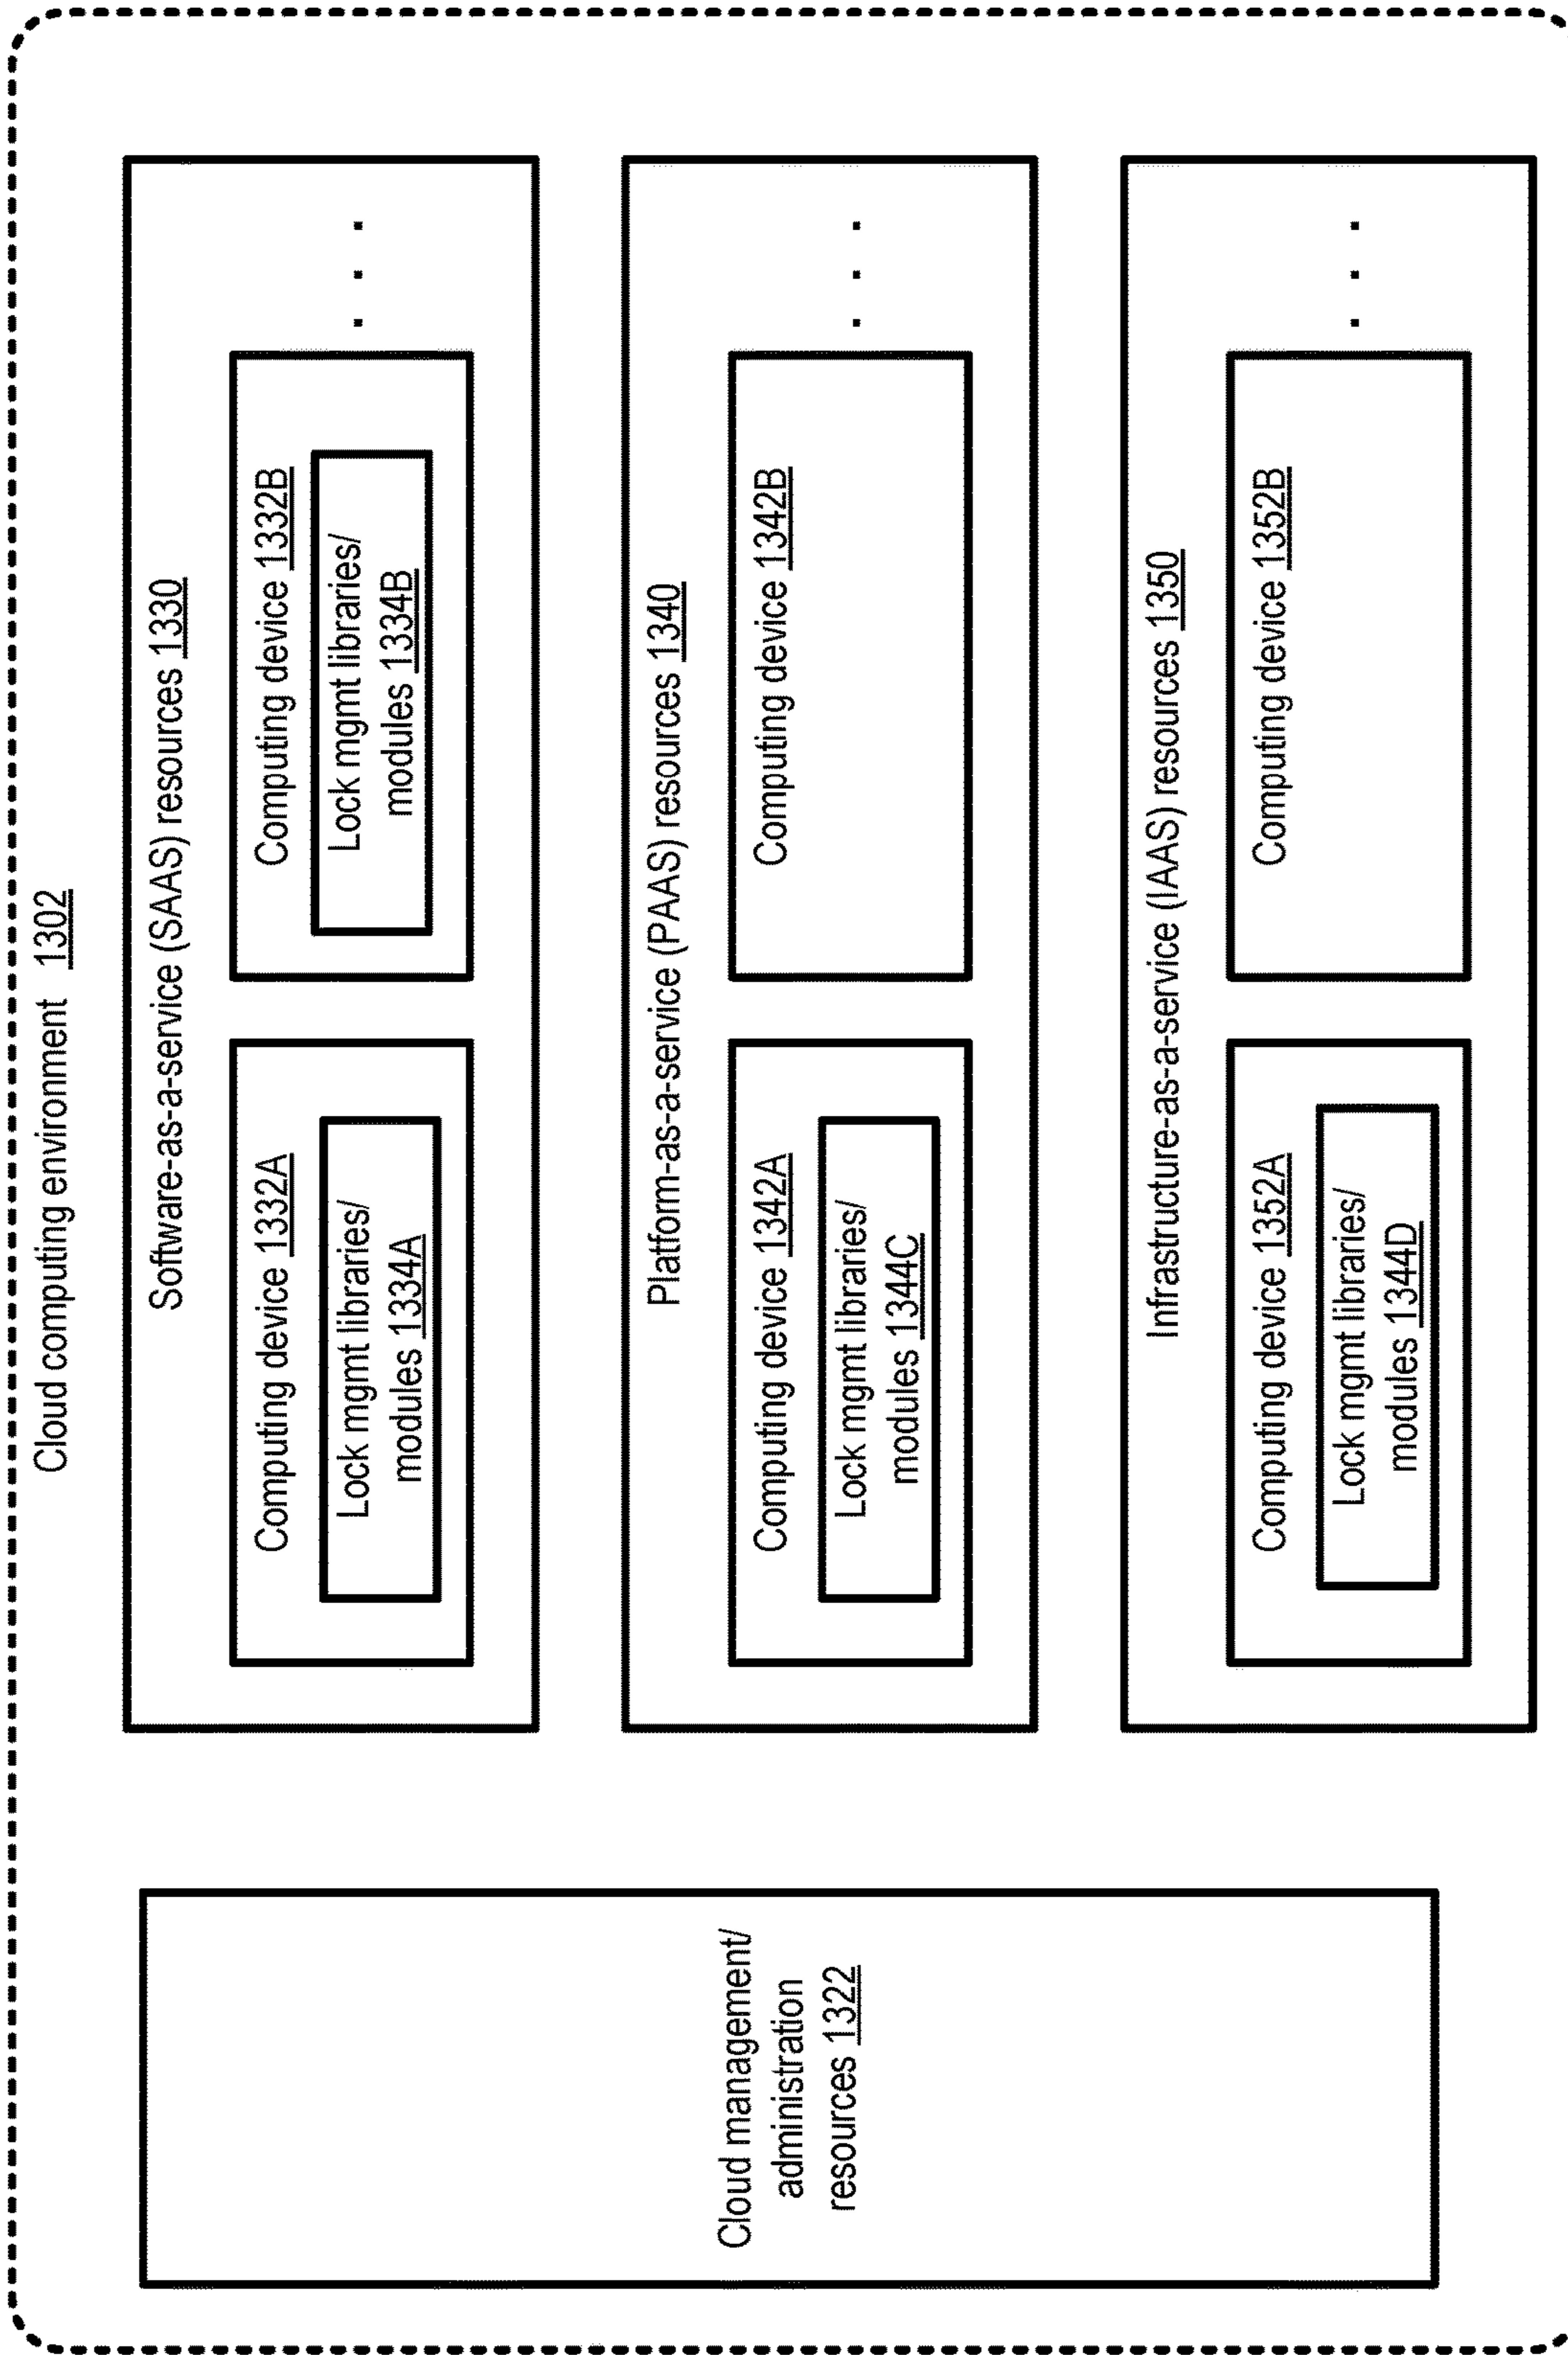 Cloud computing environment 1302
Cloud management/
administration
resources 1322
Software-as-a-service (SAAS) resources 1330
Computing device 1332A
Lock mgmt libraries/
modules 1334A
Computing device 1332B
Lock mgmt libraries/
modules 1334B
. . .
Platform-as-a-service (PAAS) resources 1340
Computing device 1342A
Lock mgmt libraries/
modules 1344C
Computing device 1342B
. . .
Infrastructure-as-a-service (IAAS) resources 1350
Computing device 1352A
Lock mgmt libraries/
modules 1344D
Computing device 1352B
. . .